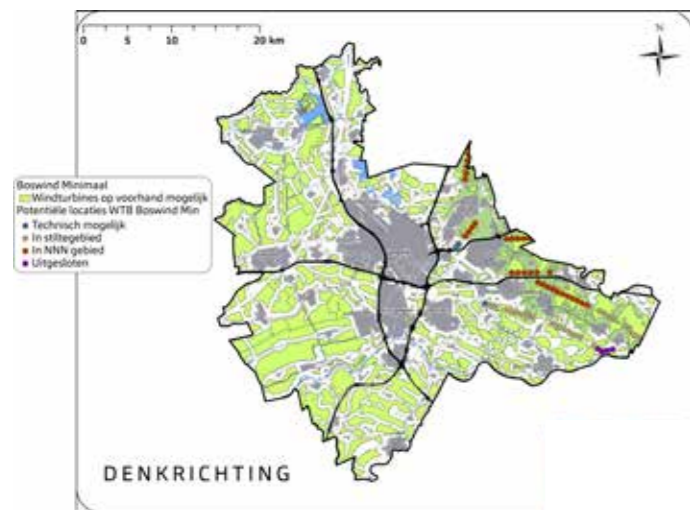 0 5 10 20 km
N
Boswind Minimaal
Windturbines op voorhand mogelijk
Potentiële locaties WTB Boswind Min
Technisch mogelijk
In stiltegebied
In NNN gebied
Uitgesloten
DENKRICHTING